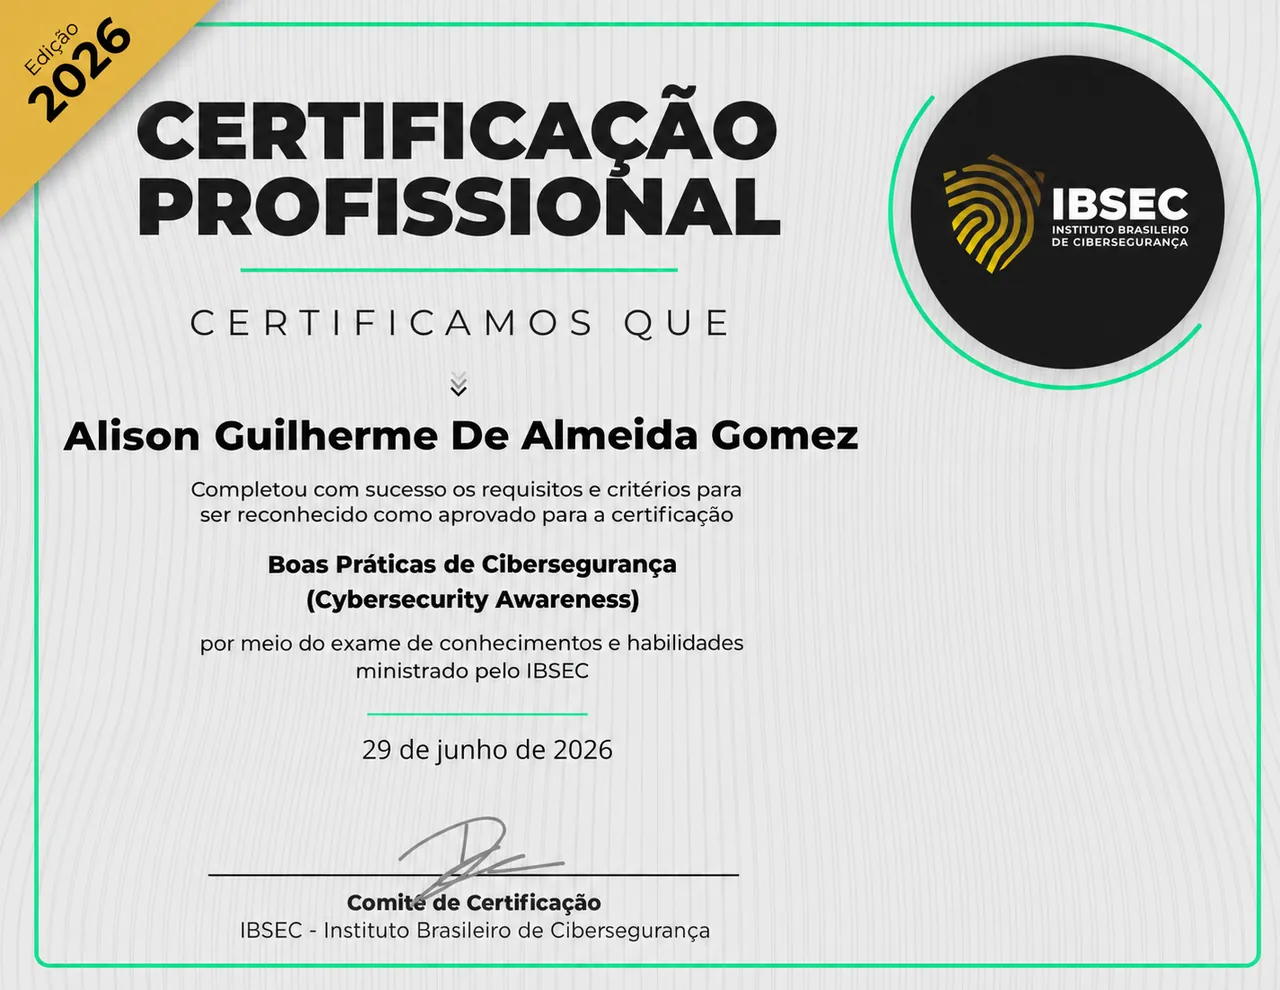 Edição
2026
CERTIFICAÇÃO
PROFISSIONAL
IBSEC
INSTITUTO BRASILEIRO
DE CIBERSEGURANÇA
CERTIFICAMOS QUE
Alison Guilherme De Almeida Gomez
Completou com sucesso os requisitos e critérios para
ser reconhecido como aprovado para a certificação
Boas Práticas de Cibersegurança
(Cybersecurity Awareness)
por meio do exame de conhecimentos e habilidades
ministrado pelo IBSEC
29 de junho de 2026
Comitê de Certificação
IBSEC - Instituto Brasileiro de Cibersegurança